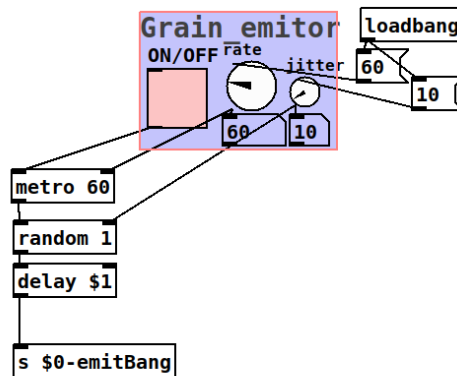 Grain_emitor
loadbang
ON/OFF
rate
jitter
60
10
60
10
metro 60
random 1
delay $1
s $0-emitBang